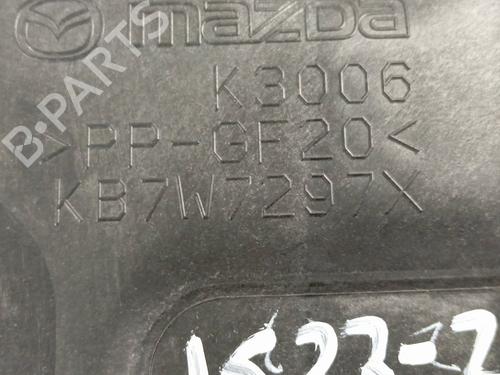 mazda
K3006
>PP-GF20<
KB7W7297X
B-PARTS